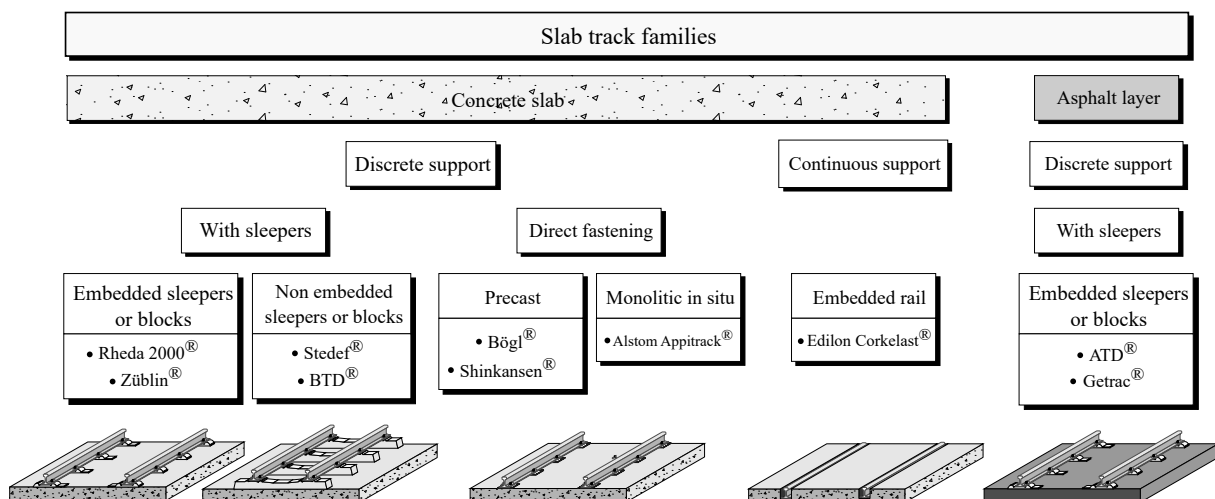 Slab track families
Concrete slab
Asphalt layer
Discrete support
Continuous support
Discrete support
With sleepers
Direct fastening
With sleepers
Embedded sleepers
or blocks
• Rheda 2000®
• Züblin®
Non embedded
sleepers or blocks
• Stedef®
• BTD®
Precast
• Bögl®
• Shinkansen®
Monolitic in situ
• Alstom Appitrack®
Embedded rail
• Edilon Corkelast®
Embedded sleepers
or blocks
• ATD®
• Getrac®